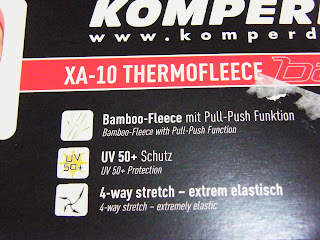 KOMPERD
www.komperd
XA-10 THERMOFLEECE
Bamboo-Fleece mit Pull-Push Funktion
Bamboo-Fleece with Pull-Push Function
UV 50+
UV 50+ Schutz
UV 50+ Protection
4-way stretch – extrem elastisch
4-way stretch – extremely elastic